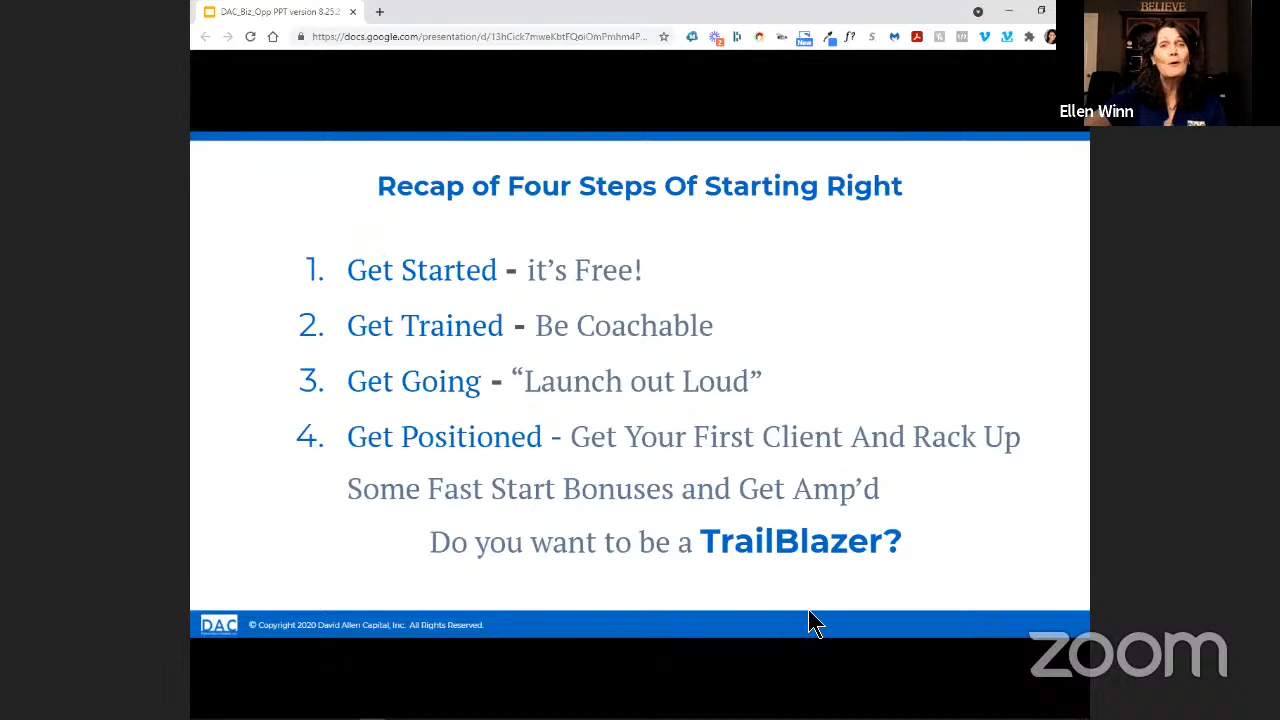 DAC_Biz_Opp PPT version 8.25.2
https://docs.google.com/presentation/d/13hCick7mweKbtFQoiOmPmhm4P...
New
BELIEVE
Ellen Winn
Recap of Four Steps Of Starting Right
1. Get Started - it’s Free!
2. Get Trained - Be Coachable
3. Get Going - “Launch out Loud”
4. Get Positioned - Get Your First Client And Rack Up
Some Fast Start Bonuses and Get Amp’d
Do you want to be a TrailBlazer?
DAC
© Copyright 2020 David Allen Capital, Inc. All Rights Reserved.
zoom